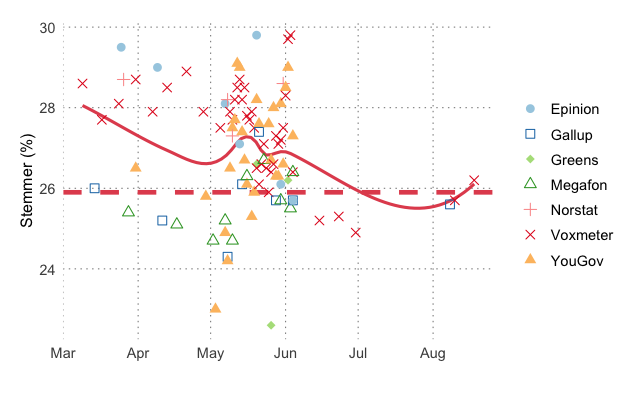 30
28
26
24
Stemmer (%)
Mar Apr May Jun Jul Aug
Epinion
Gallup
Greens
Megafon
Norstat
Voxmeter
YouGov